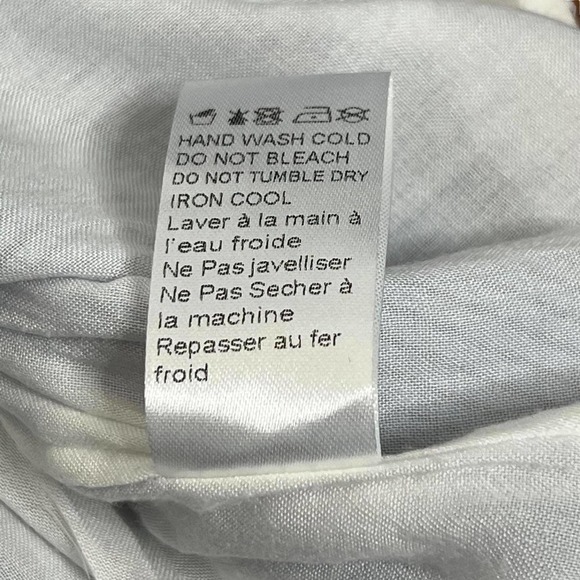 HAND WASH COLD
DO NOT BLEACH
DO NOT TUMBLE DRY
IRON COOL
Laver à la main à
l'eau froide
Ne Pas javelliser
Ne Pas Secher à
la machine
Repasser au fer
froid